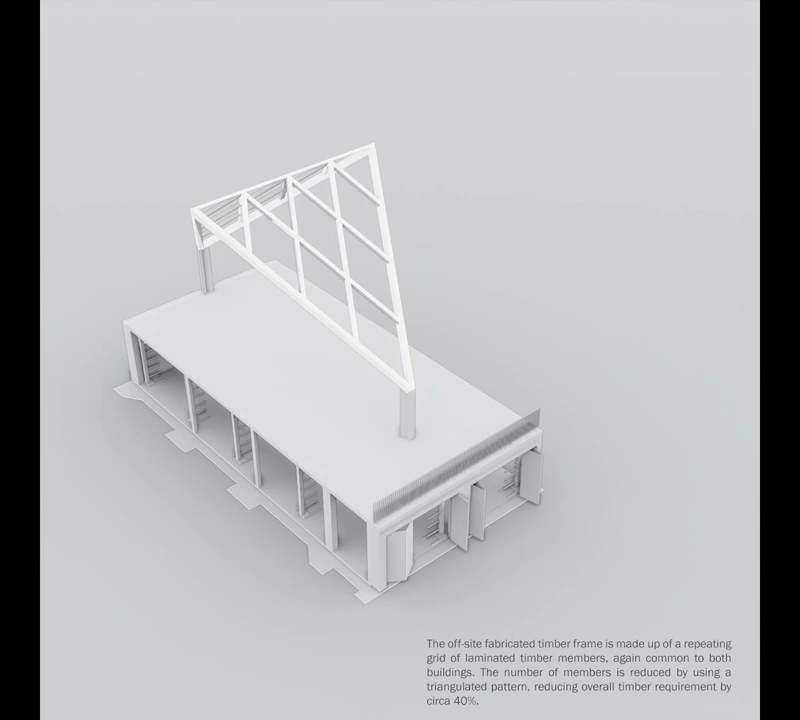 The off-site fabricated timber frame is made up of a repeating
grid of laminated timber members, again common to both
buildings. The number of members is reduced by using a
triangulated pattern, reducing overall timber requirement by
circa 40%.